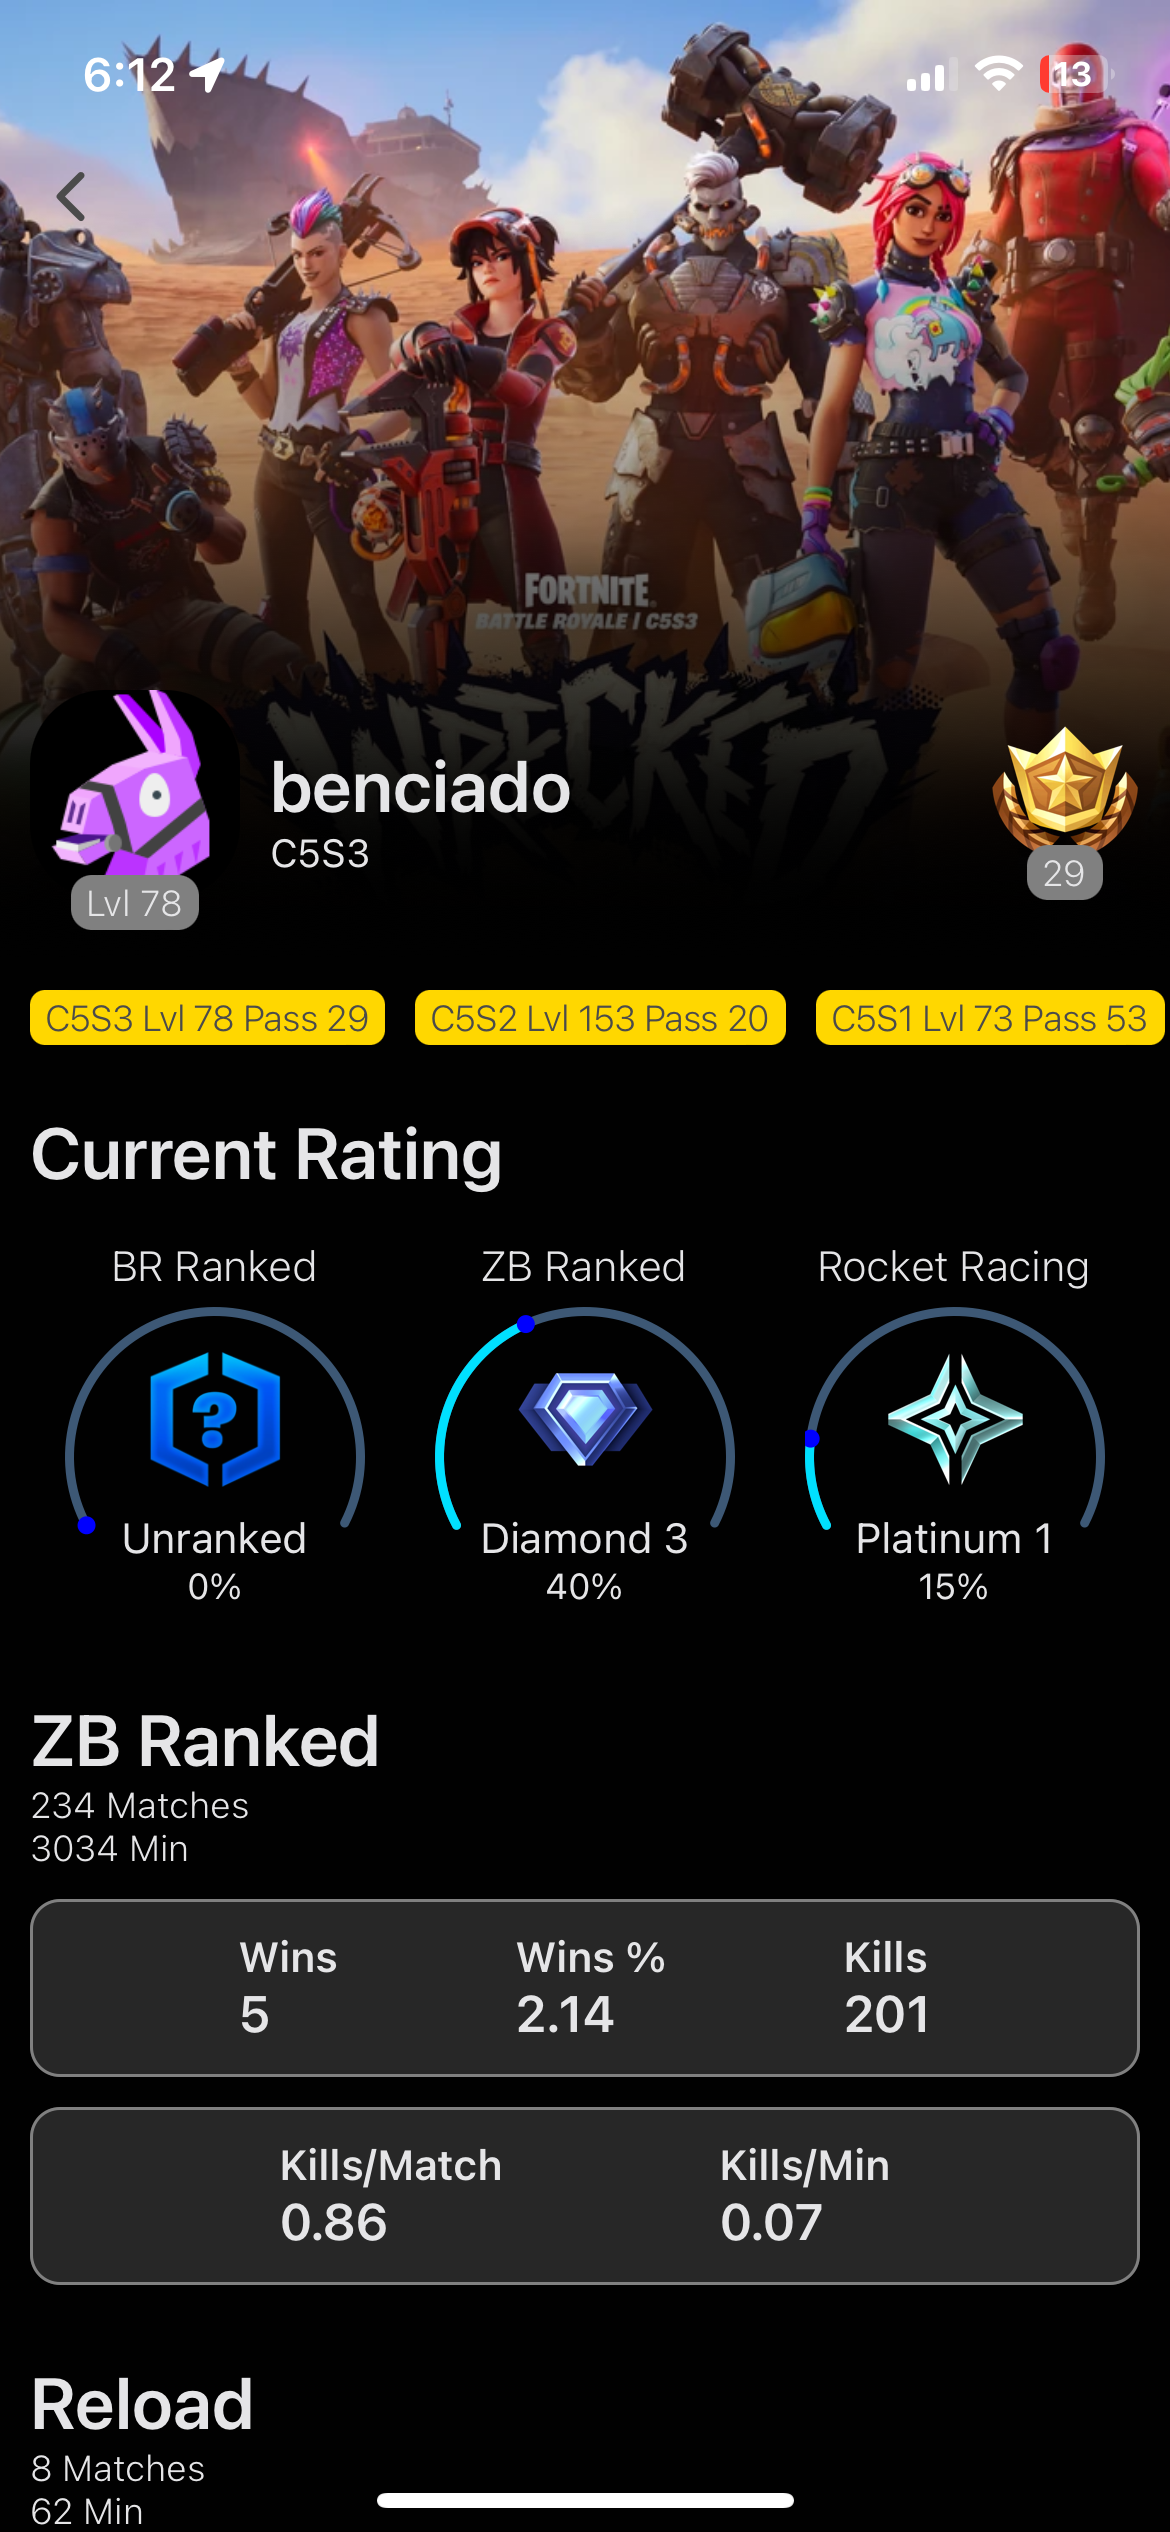 6:12
13
FORTNITE
BATTLE ROYALE | C5S3
WRECKED
benciado
C5S3
29
Lvl 78
C5S3 Lvl 78 Pass 29
C5S2 Lvl 153 Pass 20
C5S1 Lvl 73 Pass 53
Current Rating
BR Ranked
ZB Ranked
Rocket Racing
?
Unranked
Diamond 3
Platinum 1
0%
40%
15%
ZB Ranked
234 Matches
3034 Min
Wins
Wins %
Kills
5
2.14
201
Kills/Match
Kills/Min
0.86
0.07
Reload
8 Matches
62 Min